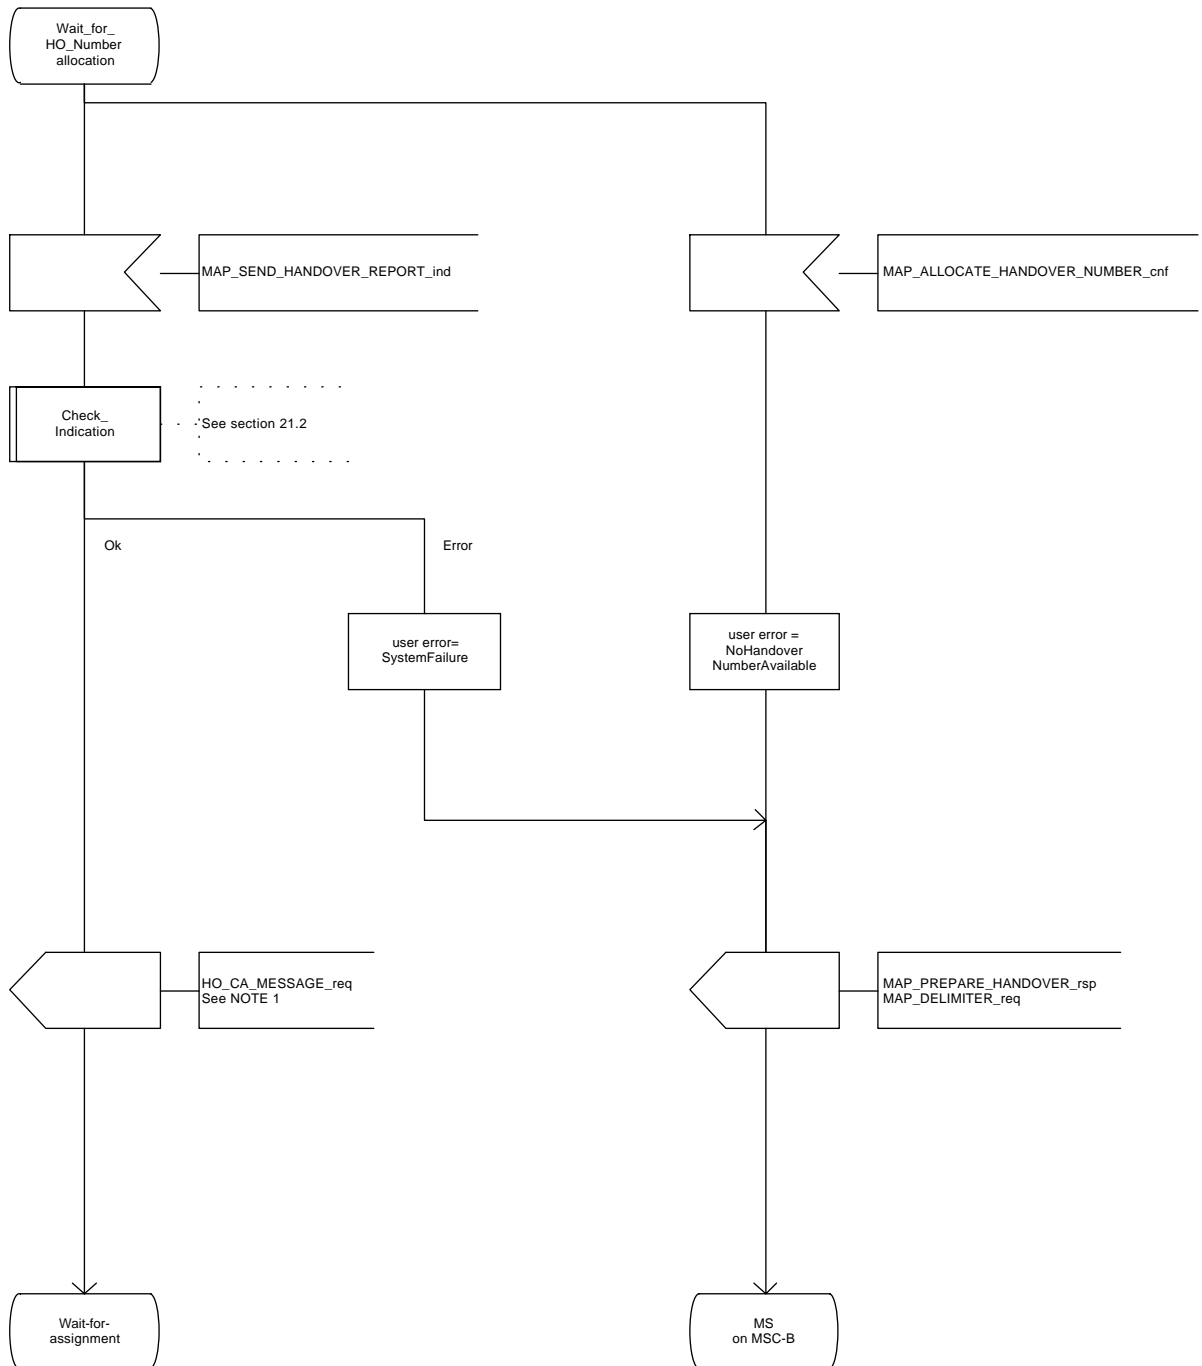 Wait_for_
HO_Number
allocation
MAP_SEND_HANDOVER_REPORT_ind
MAP_ALLOCATE_HANDOVER_NUMBER_cnf
Check_
Indication
See section 21.2
Ok
Error
user error=
SystemFailure
user error =
NoHandover
NumberAvailable
HO_CA_MESSAGE_req
See NOTE 1
MAP_PREPARE_HANDOVER_rsp
MAP_DELIMITER_req
Wait-for-
assignment
MS
on MSC-B